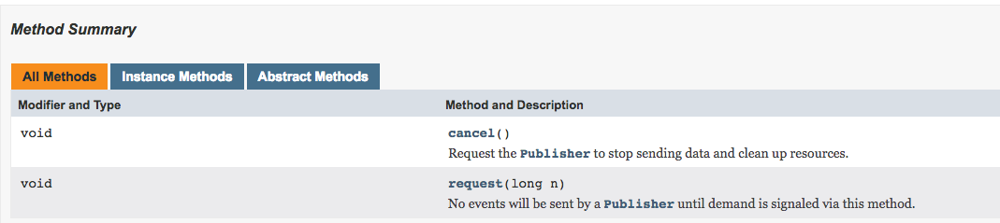 Method Summary
All Methods Instance Methods Abstract Methods
Modifier and Type Method and Description
void cancel()
Request the Publisher to stop sending data and clean up resources.
void request(long n)
No events will be sent by a Publisher until demand is signaled via this method.